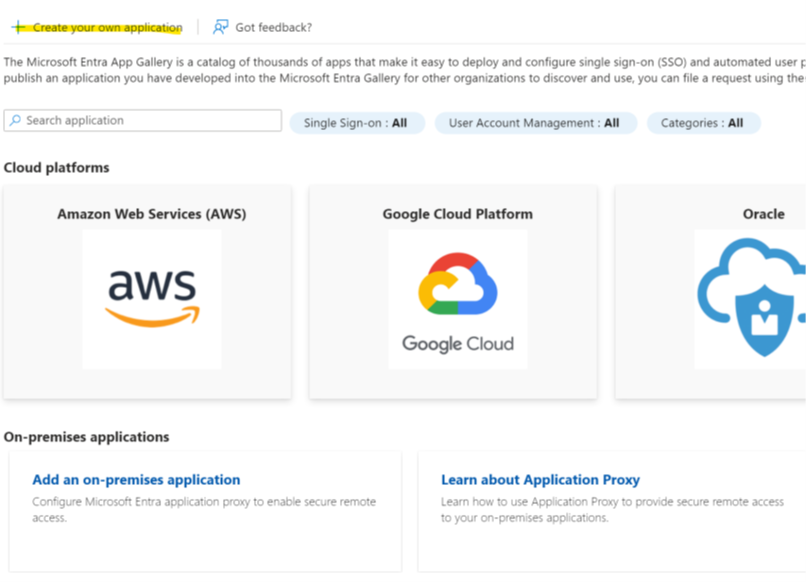 Create your own application
Got feedback?
The Microsoft Entra App Gallery is a catalog of thousands of apps that make it easy to deploy and configure single sign-on (SSO) and automated user
publish an application you have developed into the Microsoft Entra Gallery for other organizations to discover and use, you can file a request using the
Search application
Single Sign-on : All
User Account Management : All
Categories : All
Cloud platforms
Amazon Web Services (AWS)
Google Cloud Platform
Oracle
aws
Google Cloud
On-premises applications
Add an on-premises application
Learn about Application Proxy
Configure Microsoft Entra application proxy to enable secure remote
access.
Learn how to use Application Proxy to provide secure remote access
to your on-premises applications.